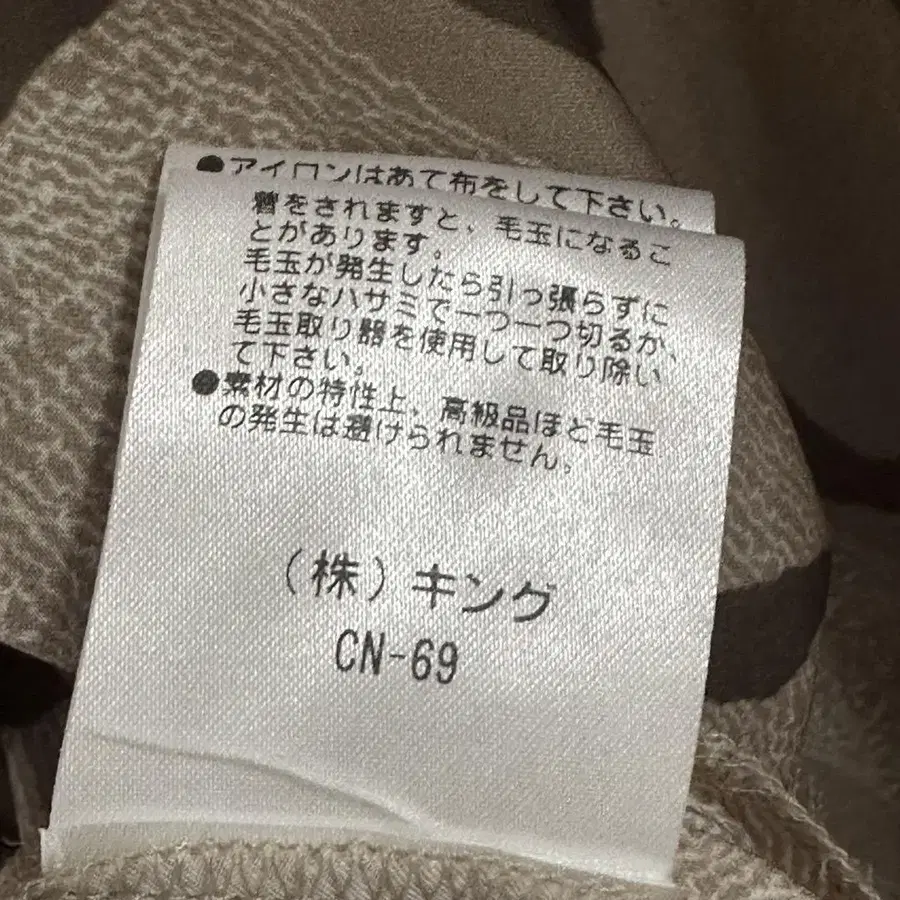 ●アイロンはあて布をして下さい。
をされますと、毛玉になるこ
とがあります。
毛玉が発生したら引っ張らずに
小さなハサミで一つ一つ切るか、
毛玉取り器を使用して取り除い
て下さい。
●素材の特性上、高級品ほど毛玉
の発生は避けられません。
(株)キング
CN-69